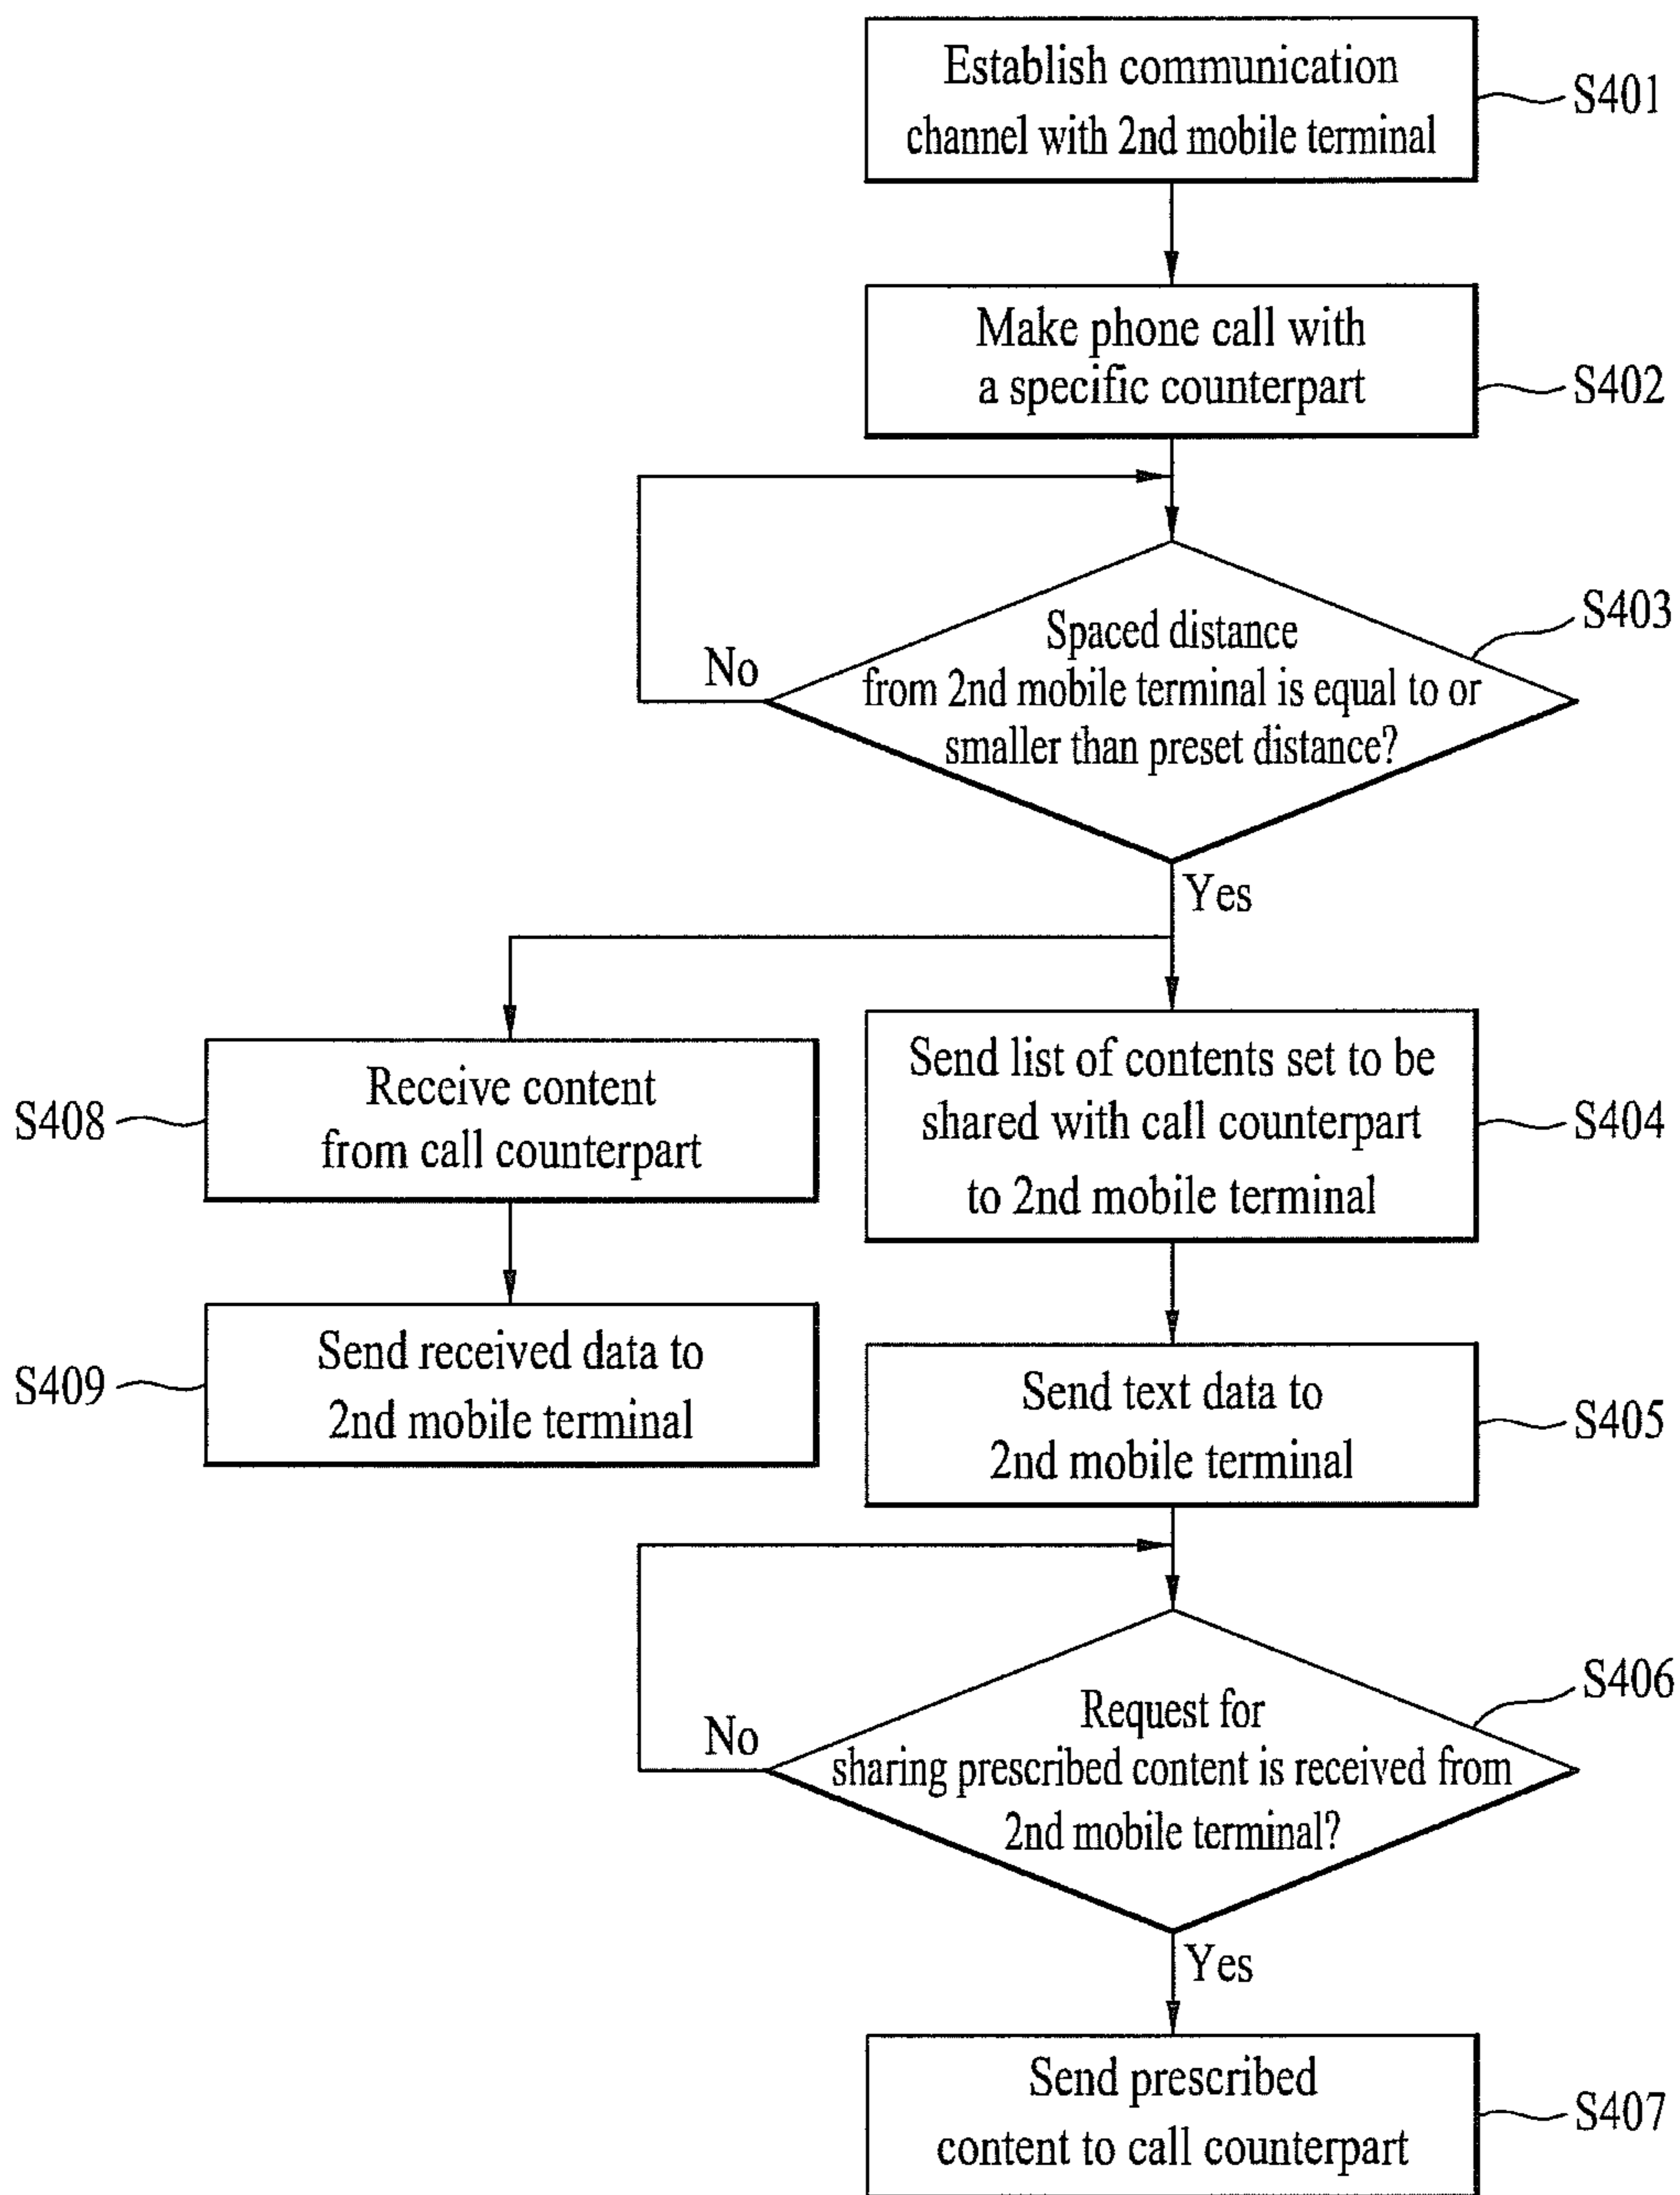 Establish communication
channel with 2nd mobile terminal
S401
Make phone call with
a specific counterpart
S402
Spaced distance
from 2nd mobile terminal is equal to or
smaller than preset distance?
S403
No
Yes
Receive content
from call counterpart
S408
Send list of contents set to be
shared with call counterpart
to 2nd mobile terminal
S404
Send received data to
2nd mobile terminal
S409
Send text data to
2nd mobile terminal
S405
Request for
sharing prescribed content is received from
2nd mobile terminal?
S406
No
Yes
Send prescribed
content to call counterpart
S407